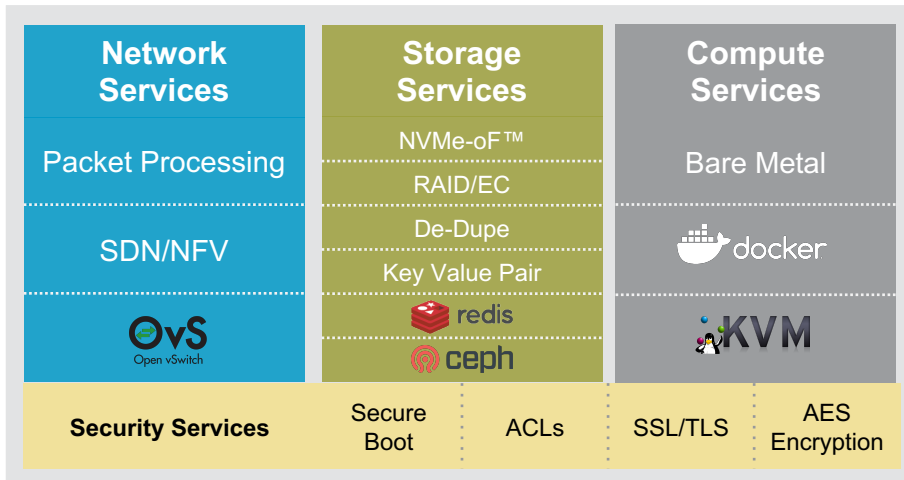 Network
Services
Packet Processing
SDN/NFV
OvS
Open vSwitch
Storage
Services
NVMe-oF™
RAID/EC
De-Dupe
Key Value Pair
redis
ceph
Compute
Services
Bare Metal
docker
KVM
Security Services
Secure
Boot
ACLs
SSL/TLS
AES
Encryption